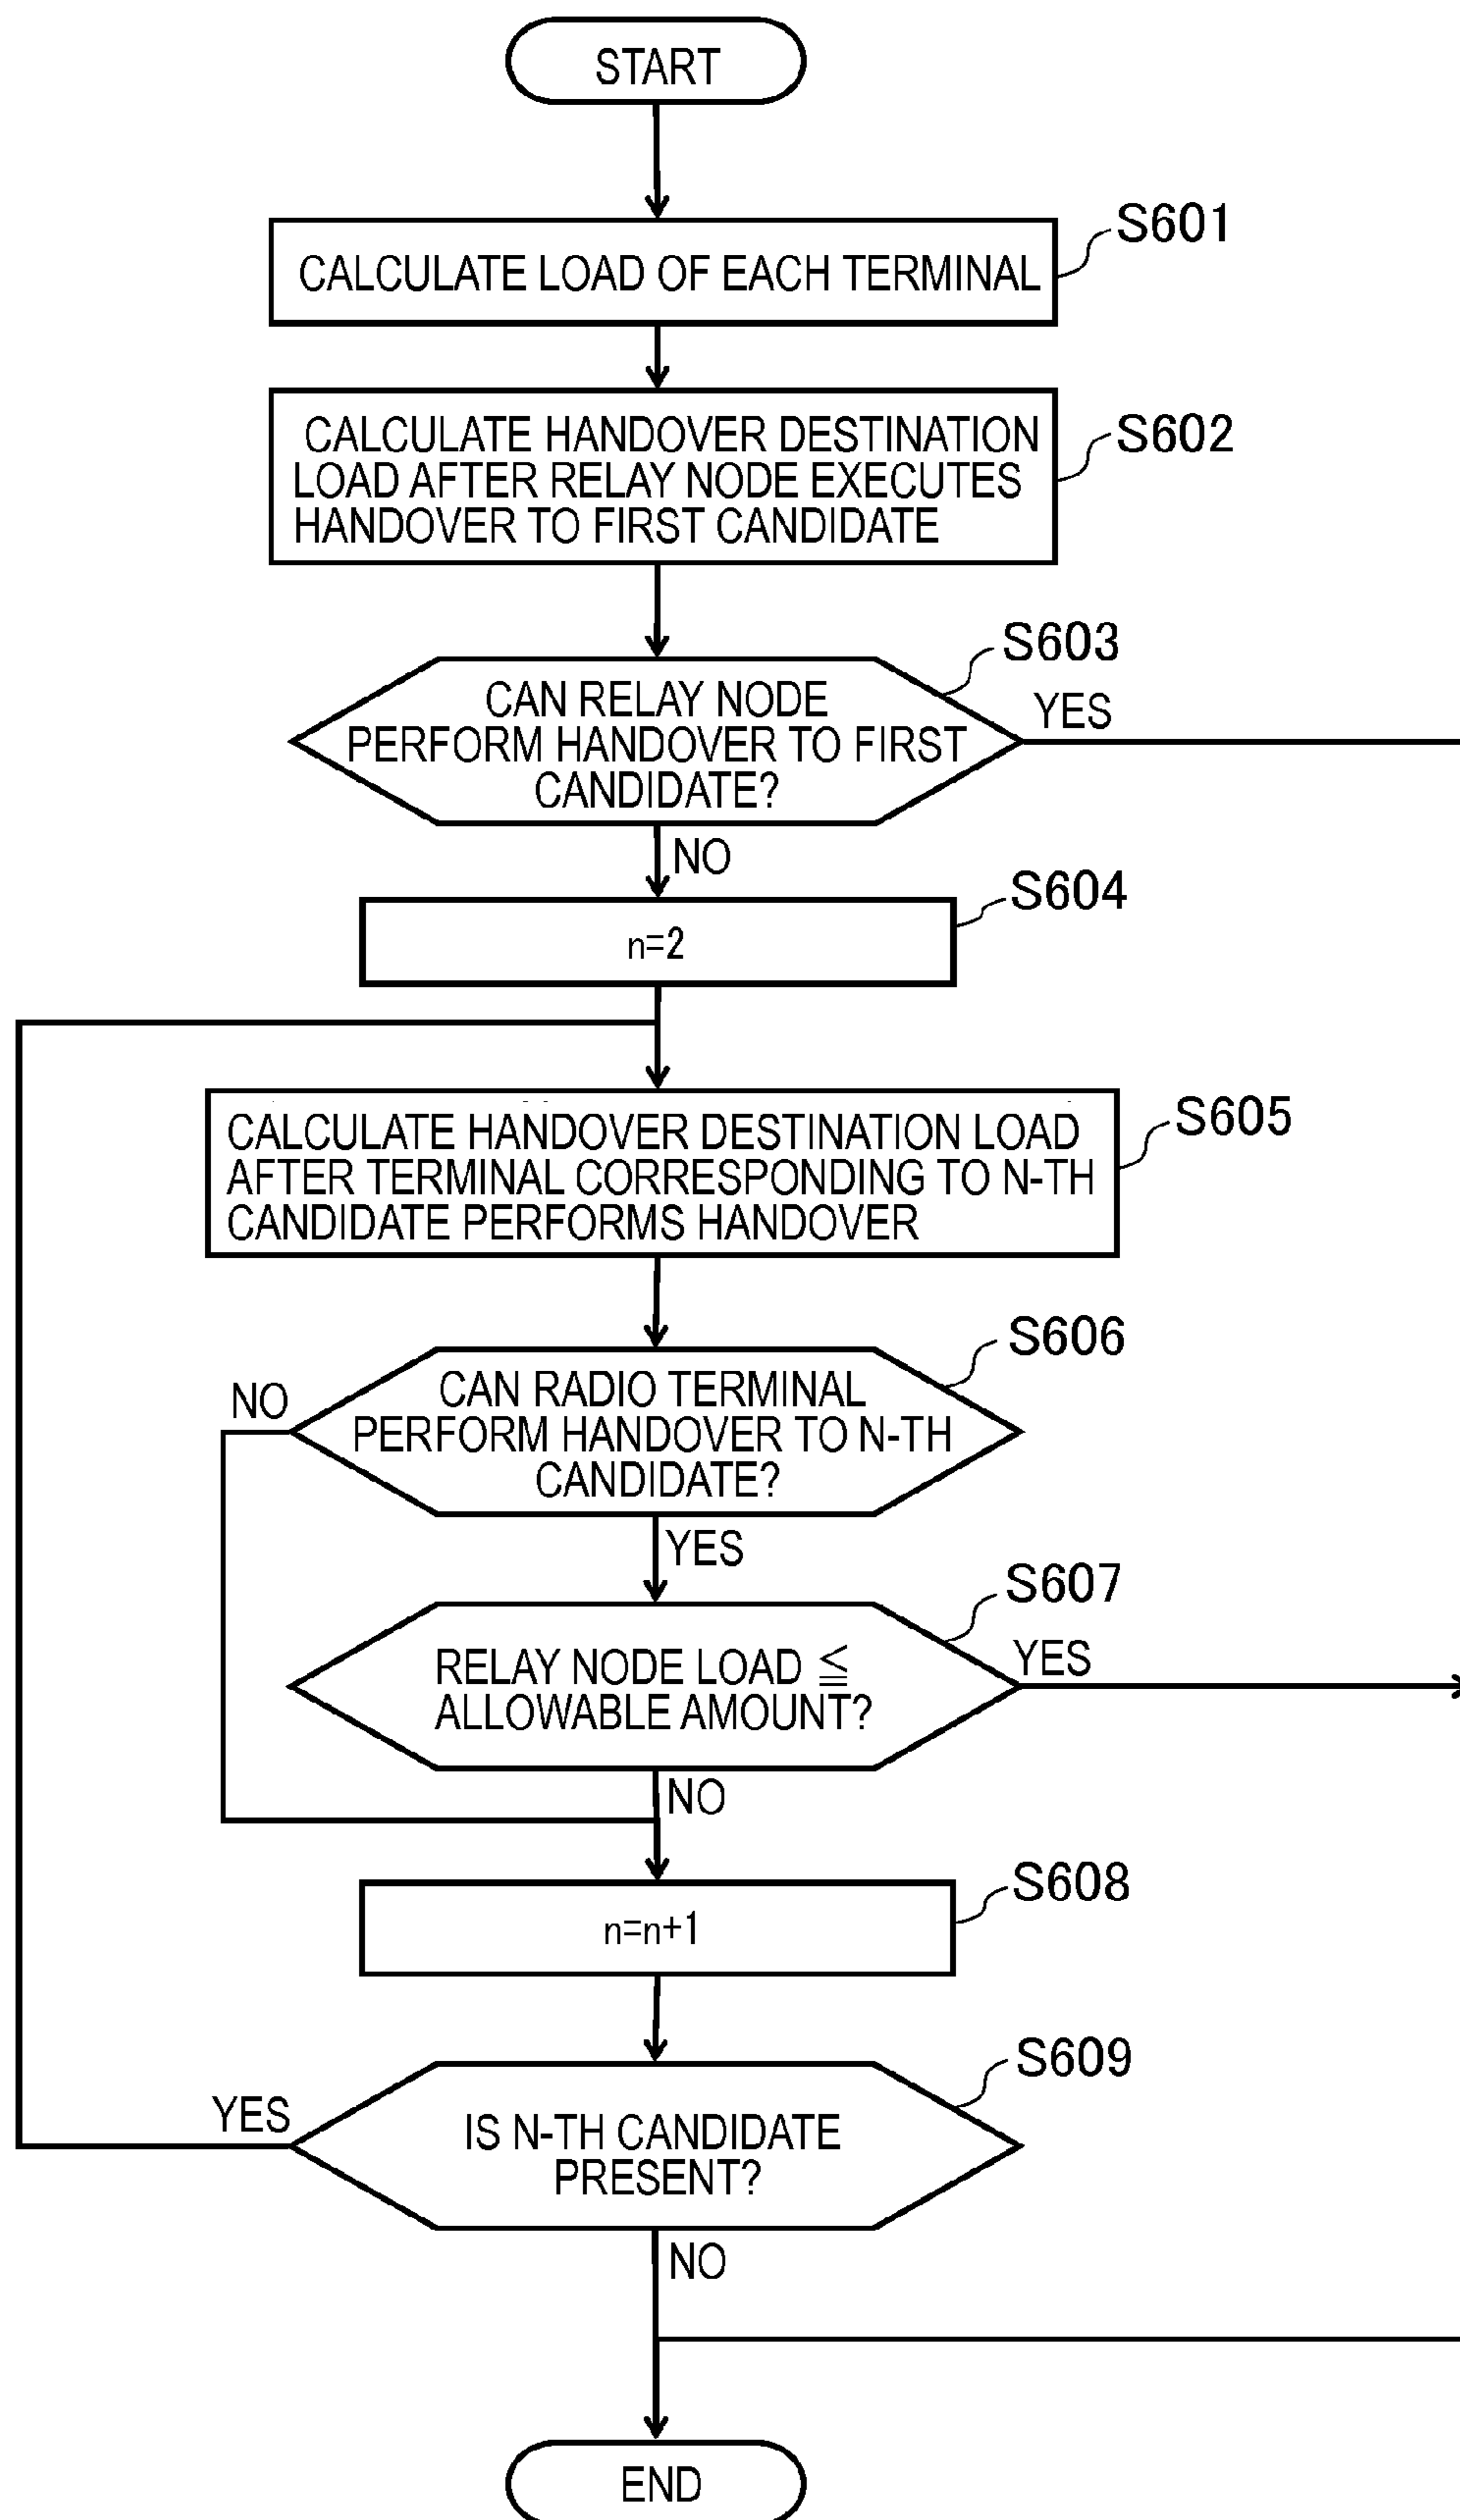 START
S601
CALCULATE LOAD OF EACH TERMINAL
S602
CALCULATE HANDOVER DESTINATION
LOAD AFTER RELAY NODE EXECUTES
HANDOVER TO FIRST CANDIDATE
S603
CAN RELAY NODE
PERFORM HANDOVER TO FIRST
CANDIDATE?
YES
NO
S604
n=2
S605
CALCULATE HANDOVER DESTINATION LOAD
AFTER TERMINAL CORRESPONDING TO N-TH
CANDIDATE PERFORMS HANDOVER
S606
NO
CAN RADIO TERMINAL
PERFORM HANDOVER TO N-TH
CANDIDATE?
YES
S607
YES
RELAY NODE LOAD ≦
ALLOWABLE AMOUNT?
NO
S608
n=n+1
S609
YES
IS N-TH CANDIDATE
PRESENT?
NO
END